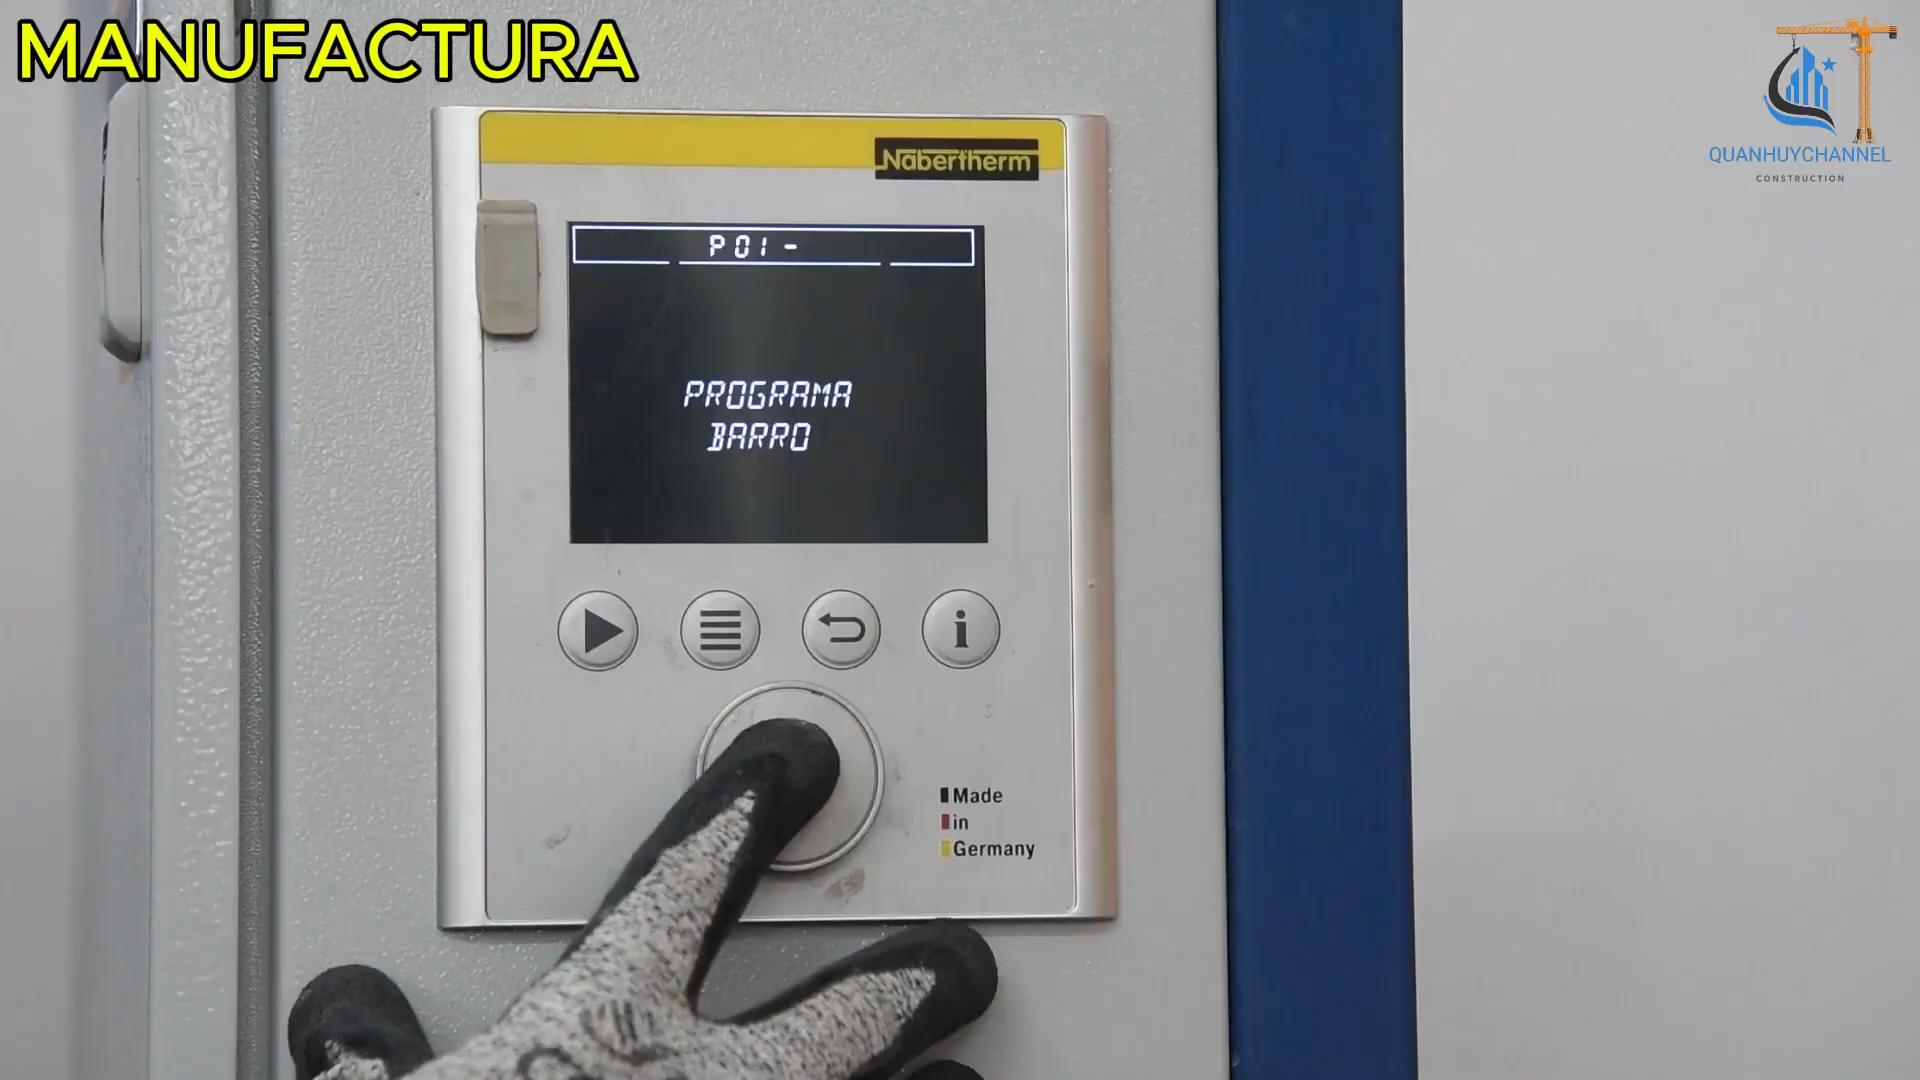 MANUFACTURA
QUANHUYCHANNEL
CONSTRUCTION
Nabertherm
P01-
PROGRAMA
BARRO
i
Made
in
Germany